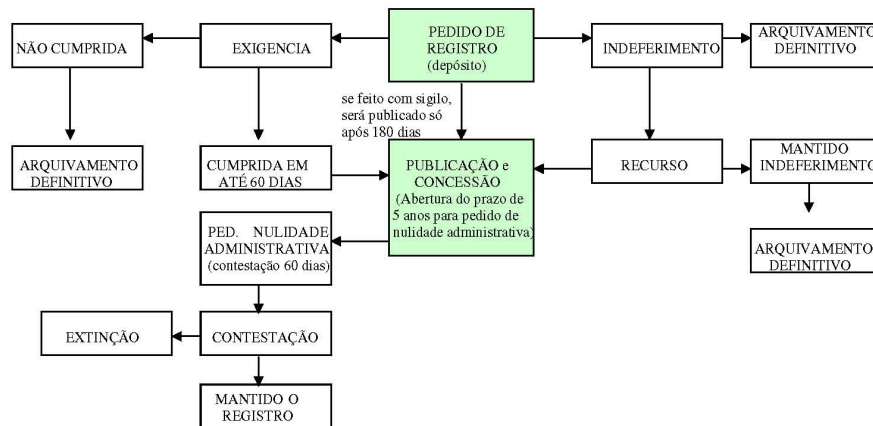 NÃO CUMPRIDA
EXIGENCIA
PEDIDO DE
REGISTRO
(depósito)
INDEFERIMENTO
ARQUIVAMENTO
DEFINITIVO
se feito com sigilo,
será publicado só
após 180 dias
ARQUIVAMENTO
DEFINITIVO
CUMPRIDA EM
ATÉ 60 DIAS
PUBLICAÇÃO e
CONCESSÃO
(Abertura do prazo de
5 anos para pedido de
nulidade administrativa)
RECURSO
MANTIDO
INDEFERIMENTO
PED. NULIDADE
ADMINISTRATIVA
(contestação 60 dias)
ARQUIVAMENTO
DEFINITIVO
EXTINÇÃO
CONTESTAÇÃO
MANTIDO O
REGISTRO